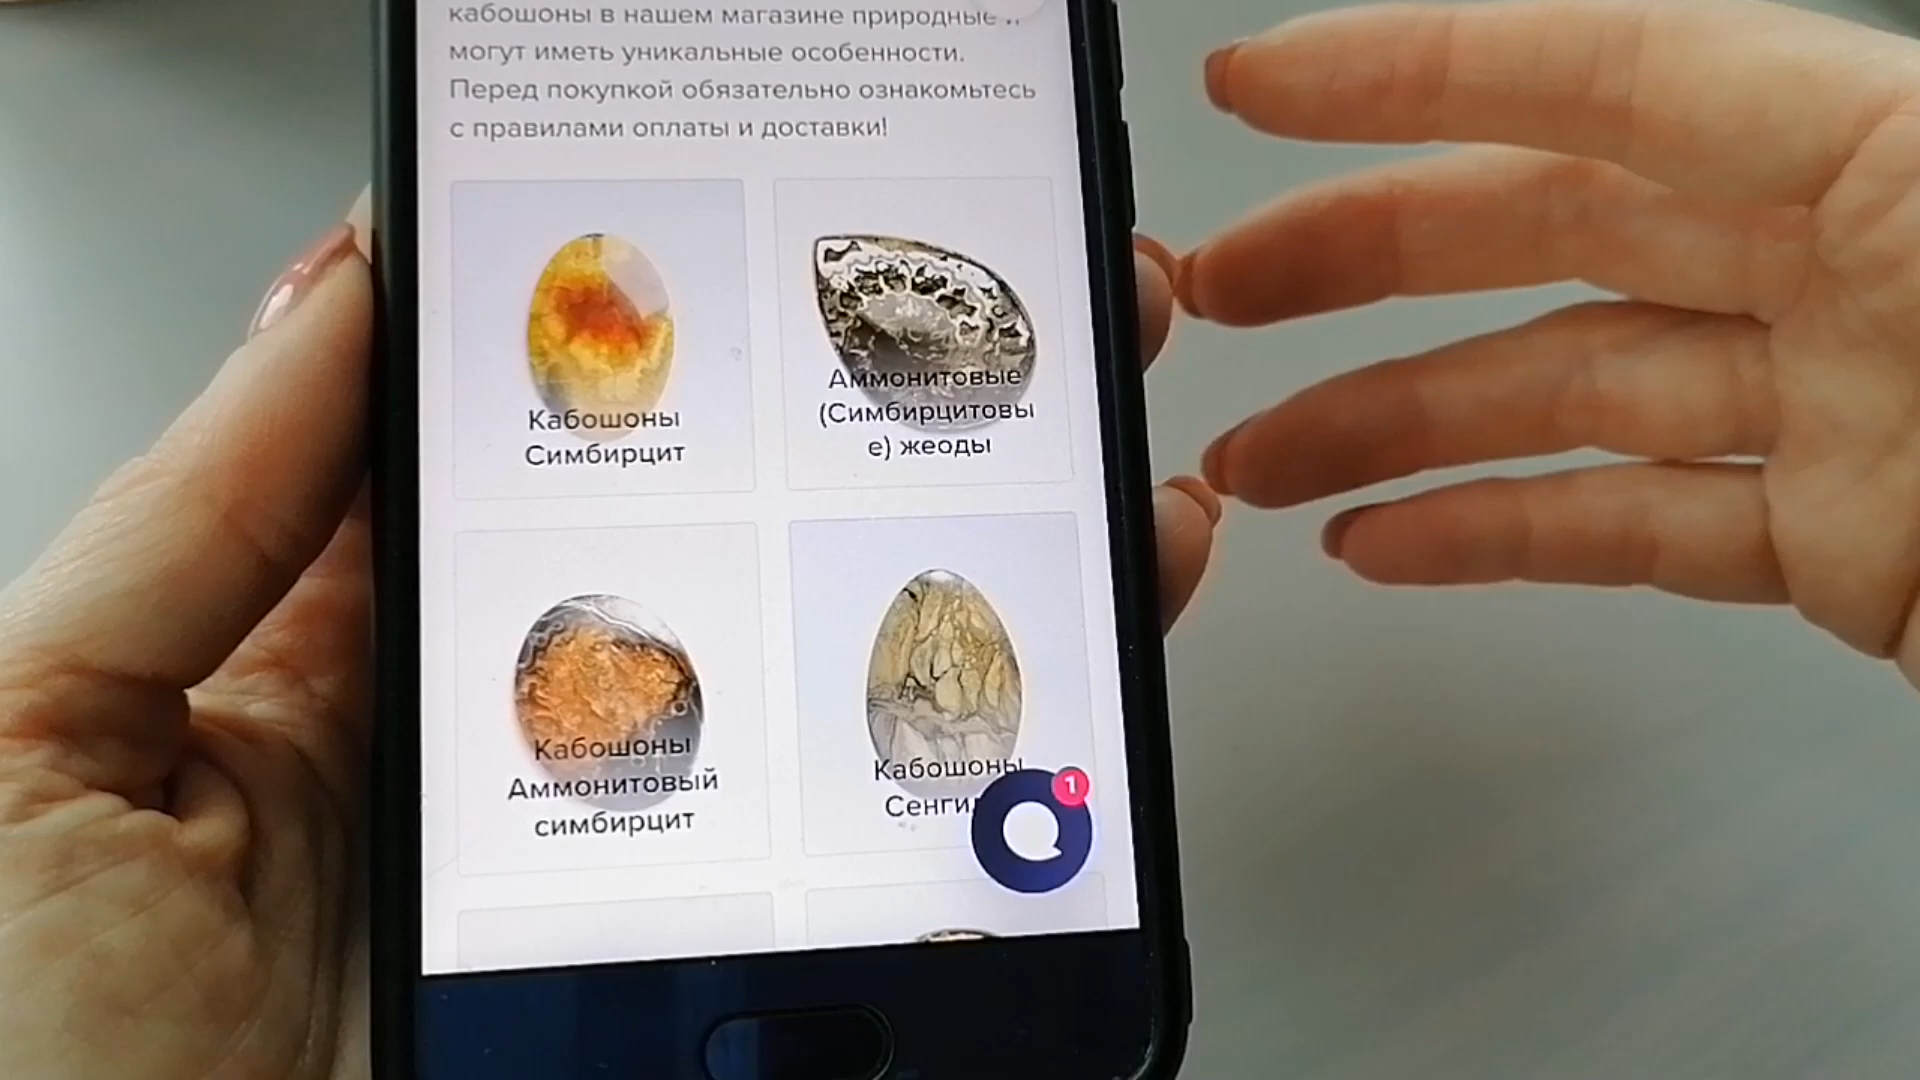 кабошоны в нашем магазине природные и
могут иметь уникальные особенности.
Перед покупкой обязательно ознакомьтесь
с правилами оплаты и доставки!
Кабошоны
Симбирцит
Аммонитовые
(Симбирцитовы
е) жеоды
Кабошоны
Аммонитовый
симбирцит
Кабошоны
1